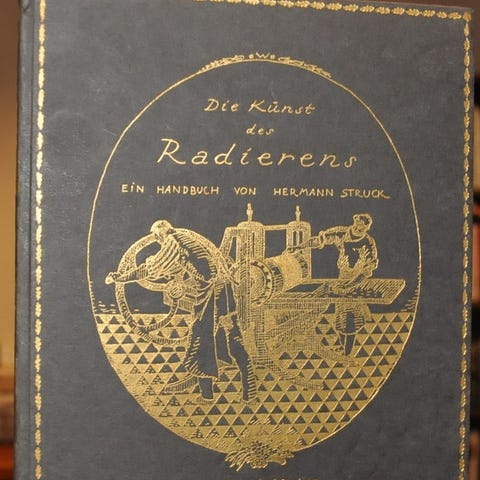 W
Die Kunst
des
Radierens
EIN HANDBUCH VON HERMANN STRUCK